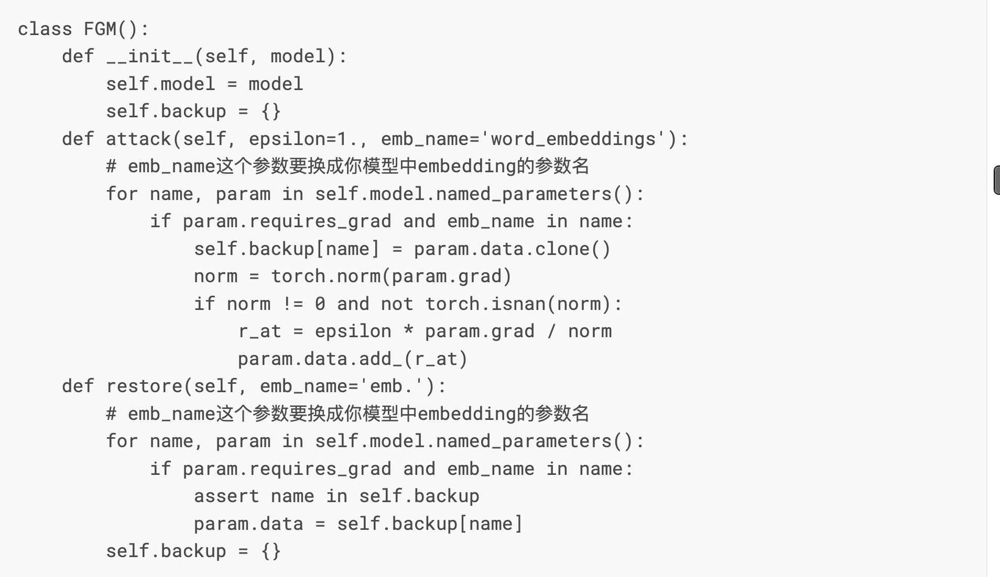 class FGM():
    def __init__(self, model):
        self.model = model
        self.backup = {}
    def attack(self, epsilon=1., emb_name='word_embeddings'):
        # emb_name这个参数要换成你模型中embedding的参数名
        for name, param in self.model.named_parameters():
            if param.requires_grad and emb_name in name:
                self.backup[name] = param.data.clone()
                norm = torch.norm(param.grad)
                if norm != 0 and not torch.isnan(norm):
                    r_at = epsilon * param.grad / norm
                    param.data.add_(r_at)
    def restore(self, emb_name='emb.'):
        # emb_name这个参数要换成你模型中embedding的参数名
        for name, param in self.model.named_parameters():
            if param.requires_grad and emb_name in name:
                assert name in self.backup
                param.data = self.backup[name]
        self.backup = {}